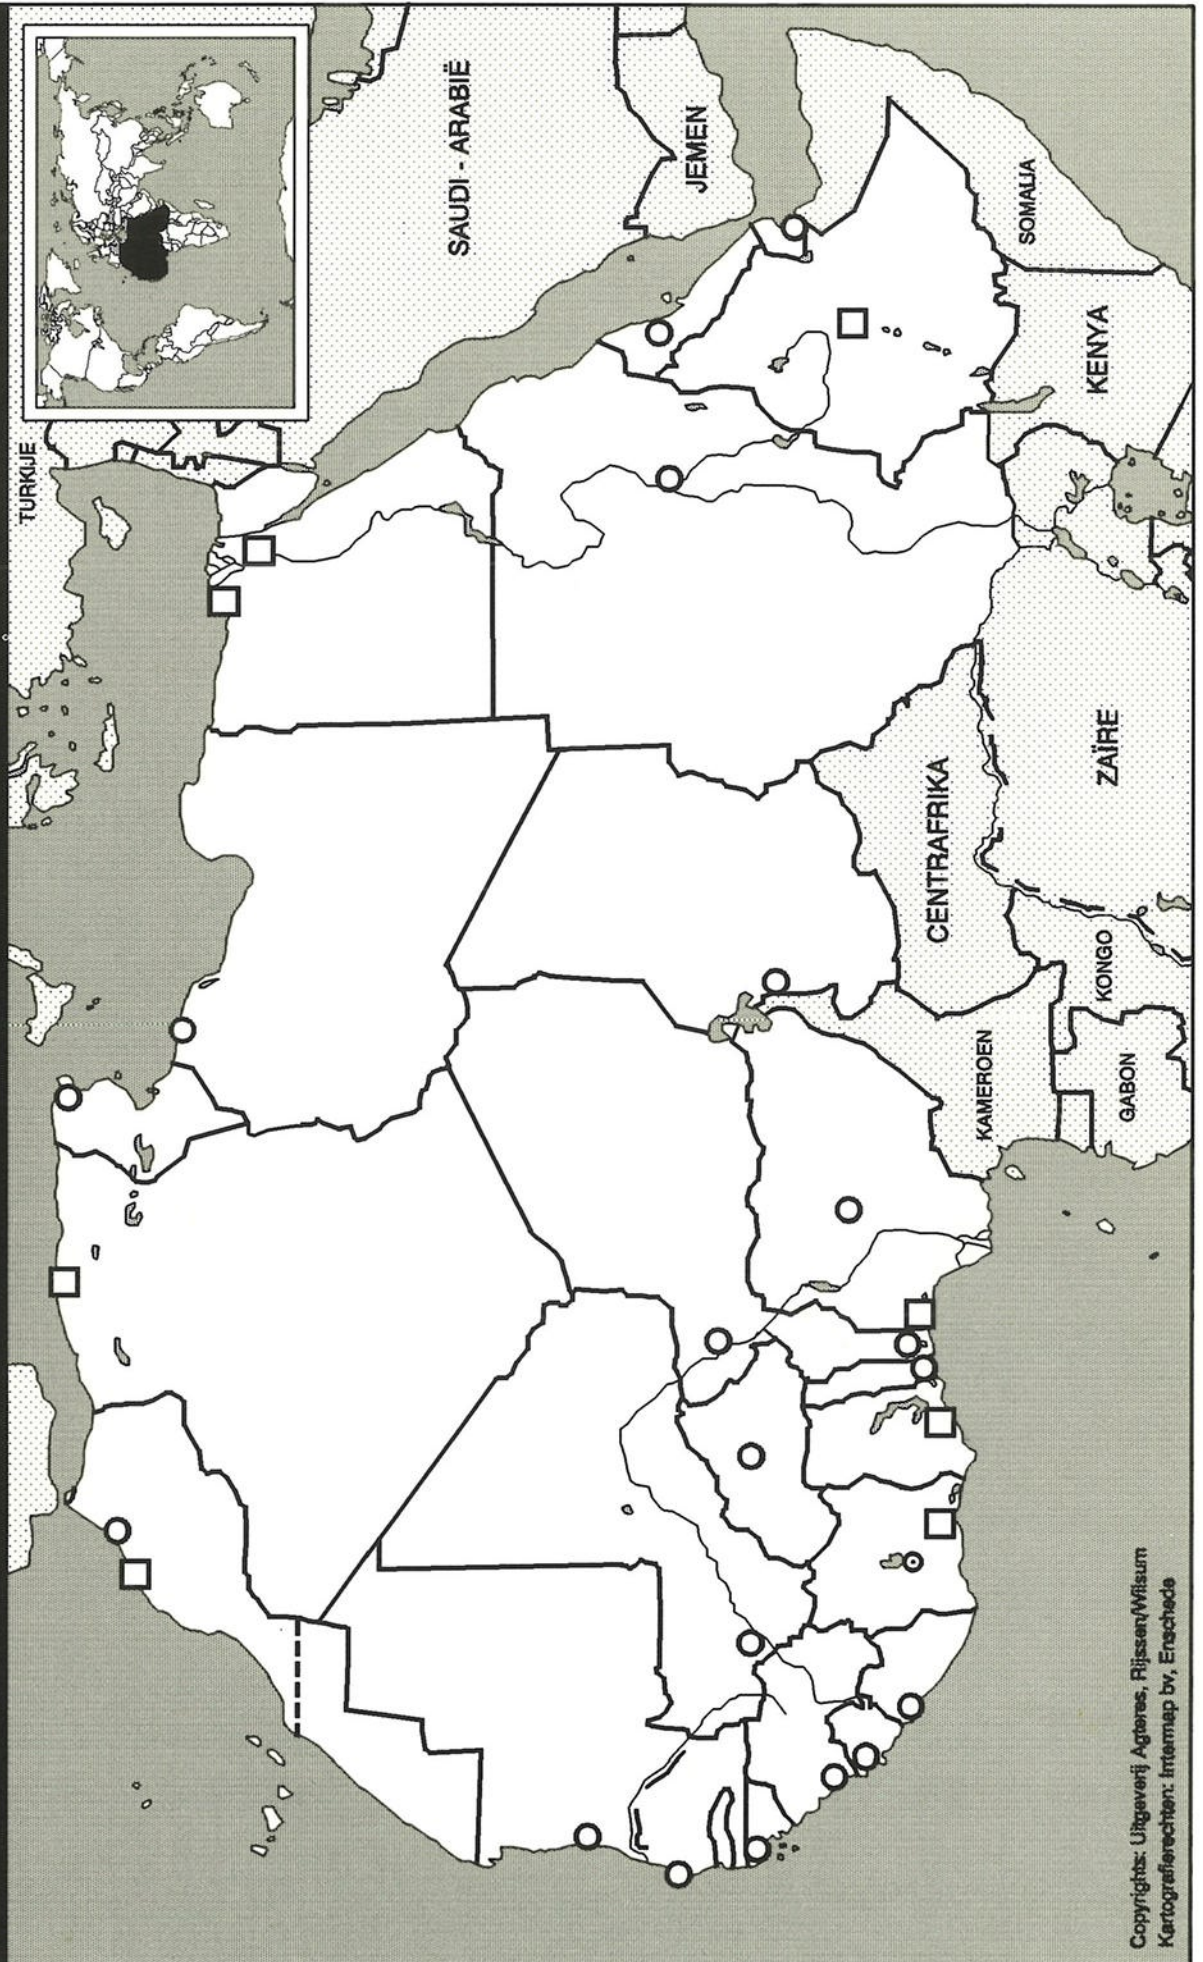 TURKIJE
SAUDI - ARABIË
JEMEN
SOMALIA
KENYA
ZAÏRE
CENTRAFRIKA
KONGO
KAMEROEN
GABON
Copyrights: Uitgeverij Agteres, Rijssen/Wilsum
Kartografierechten: Intermap bv, Enschede